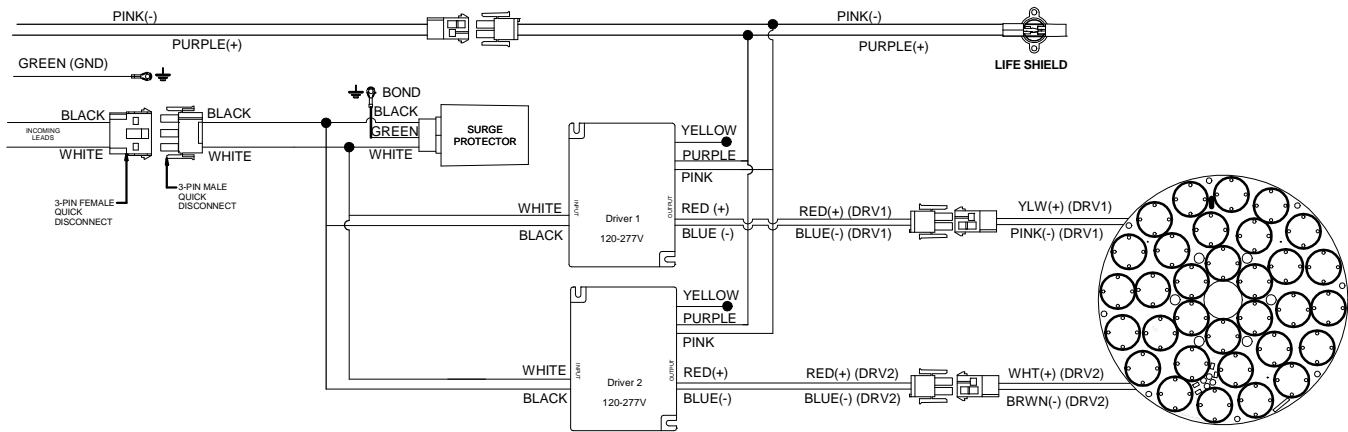 PINK(-)
PURPLE(+)
PINK(-)
PURPLE(+)
LIFE SHIELD
GREEN (GND)
BLACK
INCOMING
LEADS
WHITE
BLACK
WHITE
3-PIN FEMALE
QUICK
DISCONNECT
3-PIN MALE
QUICK
DISCONNECT
BOND
BLACK
GREEN
WHITE
SURGE
PROTECTOR
WHITE
BLACK
INPUT
Driver 1
120-277V
OUTPUT
YELLOW
PURPLE
PINK
RED (+)
BLUE (-)
RED(+) (DRV1)
BLUE(-) (DRV1)
YLW(+) (DRV1)
PINK(-) (DRV1)
WHITE
BLACK
INPUT
Driver 2
120-277V
OUTPUT
YELLOW
PURPLE
PINK
RED(+)
BLUE(-)
RED(+) (DRV2)
BLUE(-) (DRV2)
WHT(+) (DRV2)
BRWN(-) (DRV2)